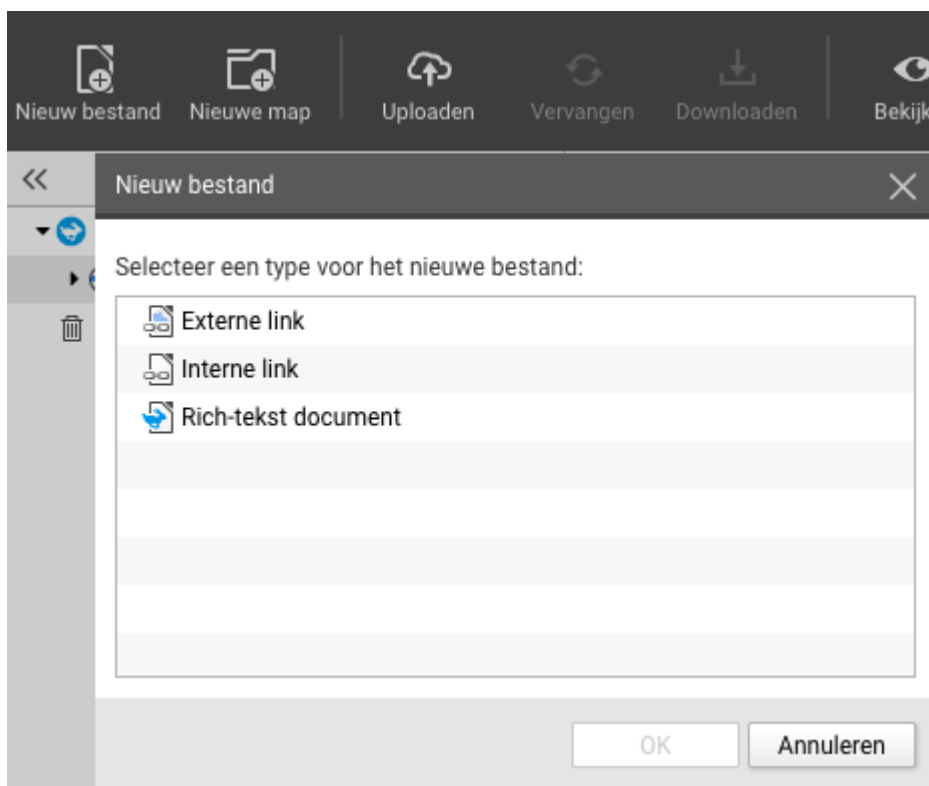 Nieuw bestand Nieuwe map Uploaden Vervangen Downloaden
Nieuw bestand
Selecteer een type voor het nieuwe bestand:
Externe link
Interne link
Rich-tekst document
OK Annuleren